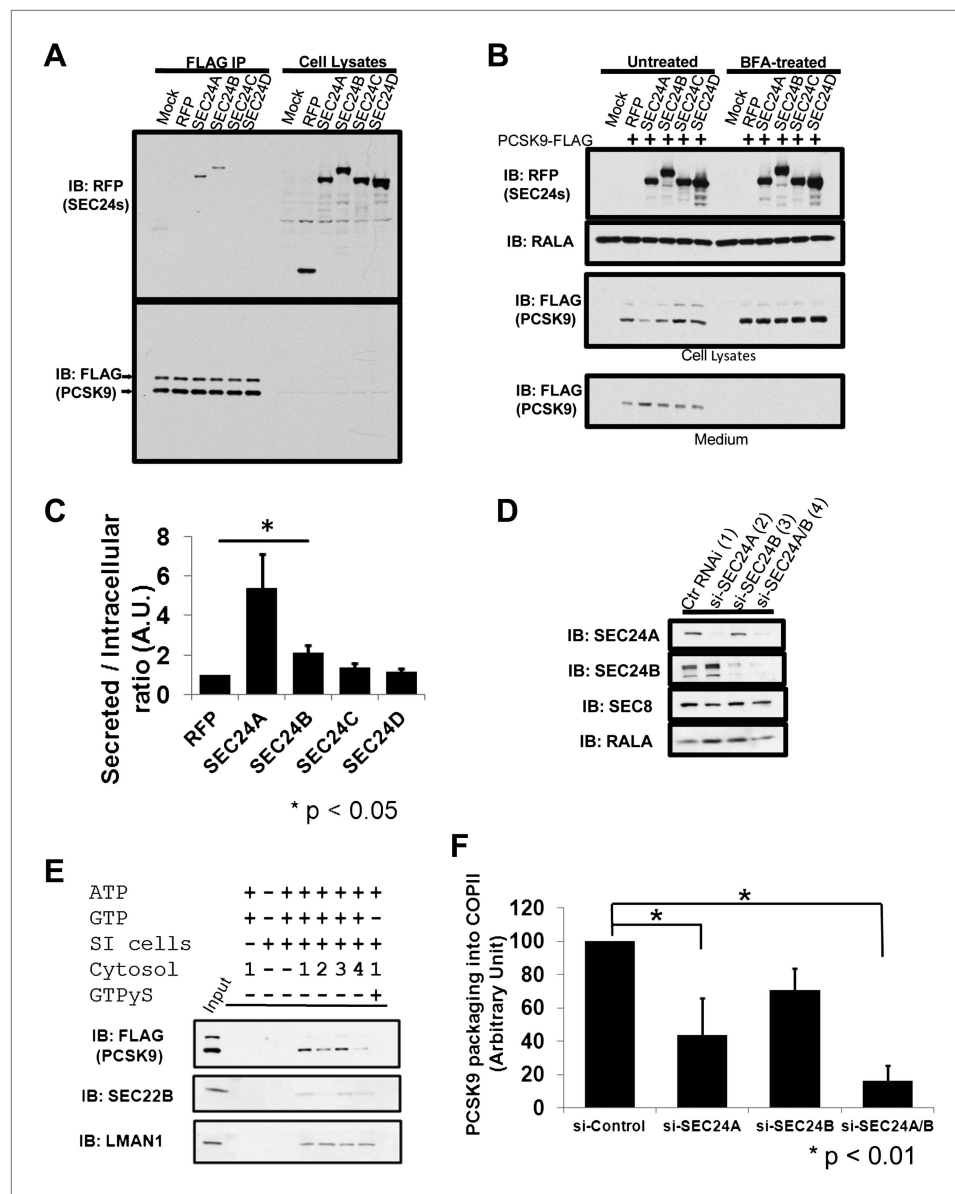 A
FLAG IP
Cell Lysates
Mock
RFP
SEC24A
SEC24B
SEC24C
SEC24D
Mock
RFP
SEC24A
SEC24B
SEC24C
SEC24D
IB: RFP
(SEC24s)
IB: FLAG
(PCSK9)
B
Untreated
BFA-treated
Mock
RFP
SEC24A
SEC24B
SEC24C
SEC24D
Mock
RFP
SEC24A
SEC24B
SEC24C
SEC24D
PCSK9-FLAG + + + + + + + + + +
IB: RFP
(SEC24s)
IB: RALA
IB: FLAG
(PCSK9)
Cell Lysates
IB: FLAG
(PCSK9)
Medium
C
Secreted / Intracellular
ratio (A.U.)
8
6
4
2
0
*
RFP
SEC24A
SEC24B
SEC24C
SEC24D
* p < 0.05
D
Ctr RNAi (1)
si-SEC24A (2)
si-SEC24B (3)
si-SEC24A/B (4)
IB: SEC24A
IB: SEC24B
IB: SEC8
IB: RALA
E
ATP + - + + + + + +
GTP + - + + + + + -
SI cells - + + + + + + +
Cytosol 1 - - 1 2 3 4 1
GTPγS - - - - - - - +
Input
IB: FLAG
(PCSK9)
IB: SEC22B
IB: LMAN1
F
PCSK9 packaging into COPII
(Arbitrary Unit)
120
100
80
60
40
20
0
*
*
si-Control
si-SEC24A
si-SEC24B
si-SEC24A/B
* p < 0.01